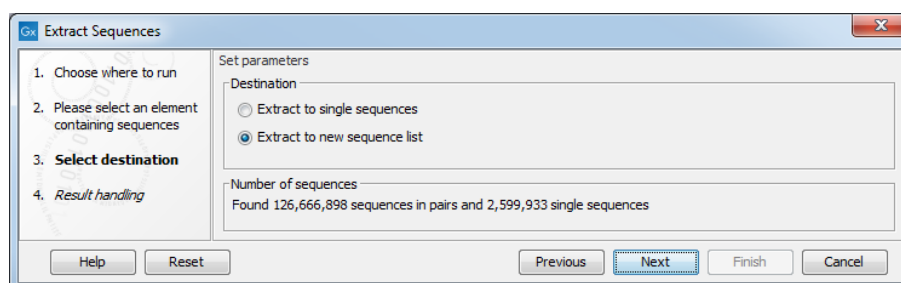 Gx Extract Sequences
1. Choose where to run
2. Please select an element
containing sequences
3. Select destination
4. Result handling
Set parameters
Destination
Extract to single sequences
Extract to new sequence list
Number of sequences
Found 126,666,898 sequences in pairs and 2,599,933 single sequences
Help
Reset
Previous
Next
Finish
Cancel